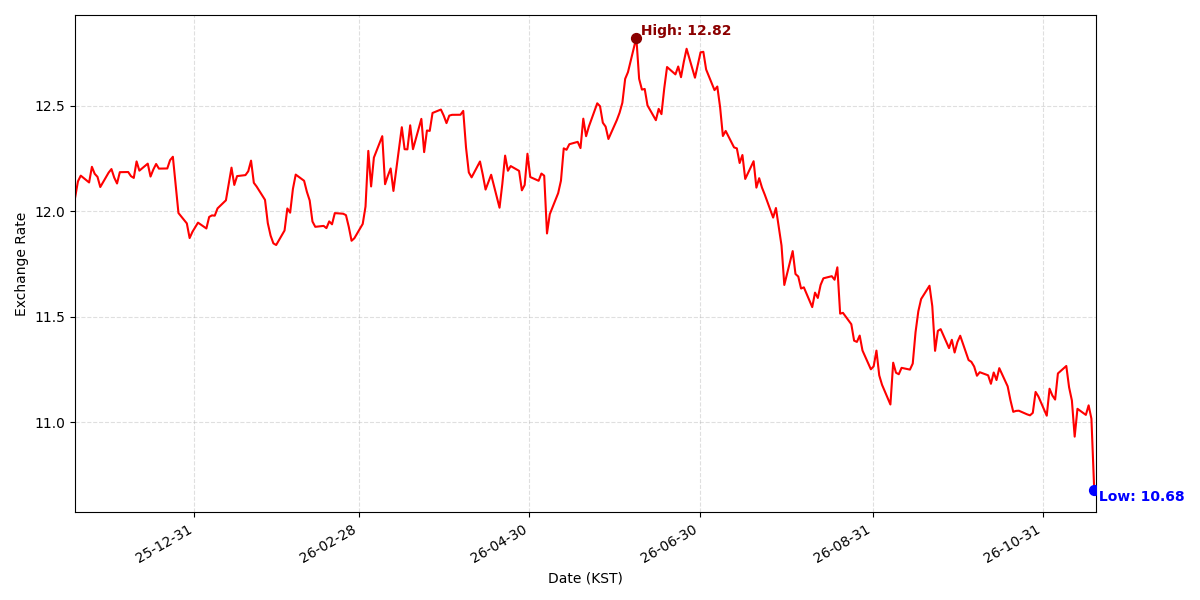 High: 12.82
12.5
12.0
11.5
11.0
Exchange Rate
Low: 10.68
25-12-31
26-02-28
26-04-30
26-06-30
26-08-31
26-10-31
Date (KST)